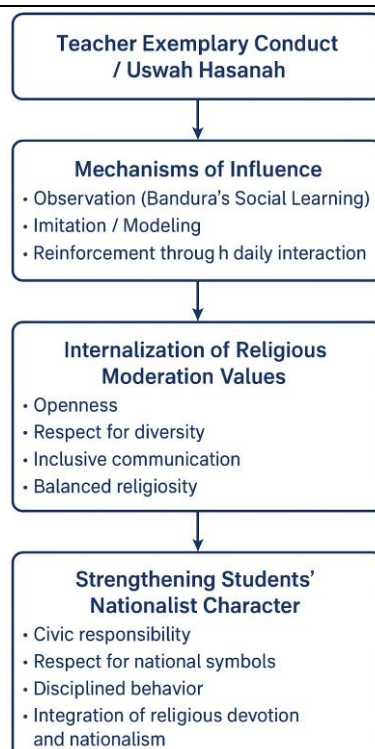 Teacher Exemplary Conduct
/ Uswah Hasanah
Mechanisms of Influence
• Observation (Bandura's Social Learning)
• Imitation / Modeling
• Reinforcement throug h daily interaction
Internalization of Religious
Moderation Values
• Openness
• Respect for diversity
• Inclusive communication
• Balanced religiosity
Strengthening Students'
Nationalist Character
• Civic responsibility
• Respect for national symbols
• Disciplined behavior
• Integration of religious devotion
and nationalism